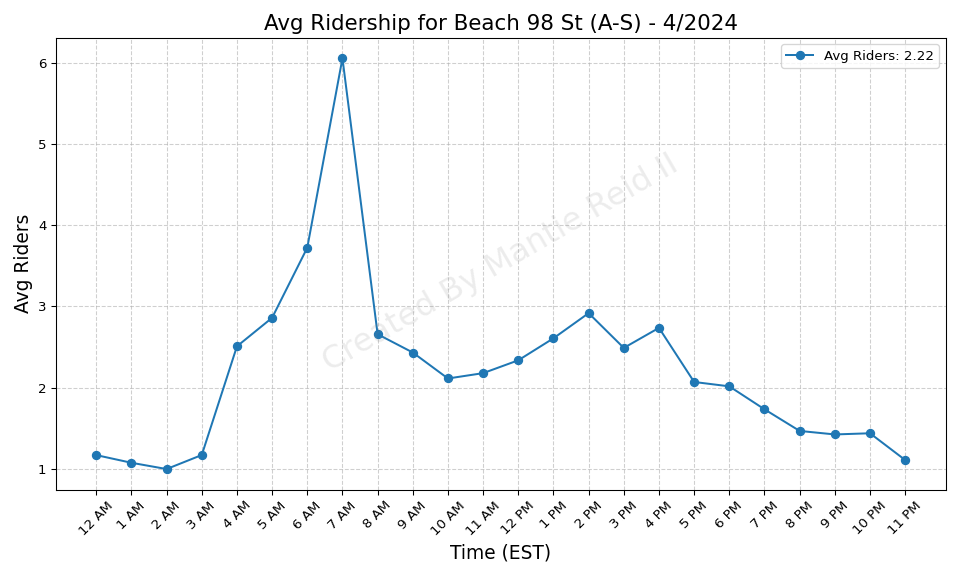 Avg Ridership for Beach 98 St (A-S) - 4/2024
Avg Riders: 2.22
6
5
4
3
2
1
Avg Riders
Created By Mantie Reid II
12 AM
1 AM
2 AM
3 AM
4 AM
5 AM
6 AM
7 AM
8 AM
9 AM
10 AM
11 AM
12 PM
1 PM
2 PM
3 PM
4 PM
5 PM
6 PM
7 PM
8 PM
9 PM
10 PM
11 PM
Time (EST)